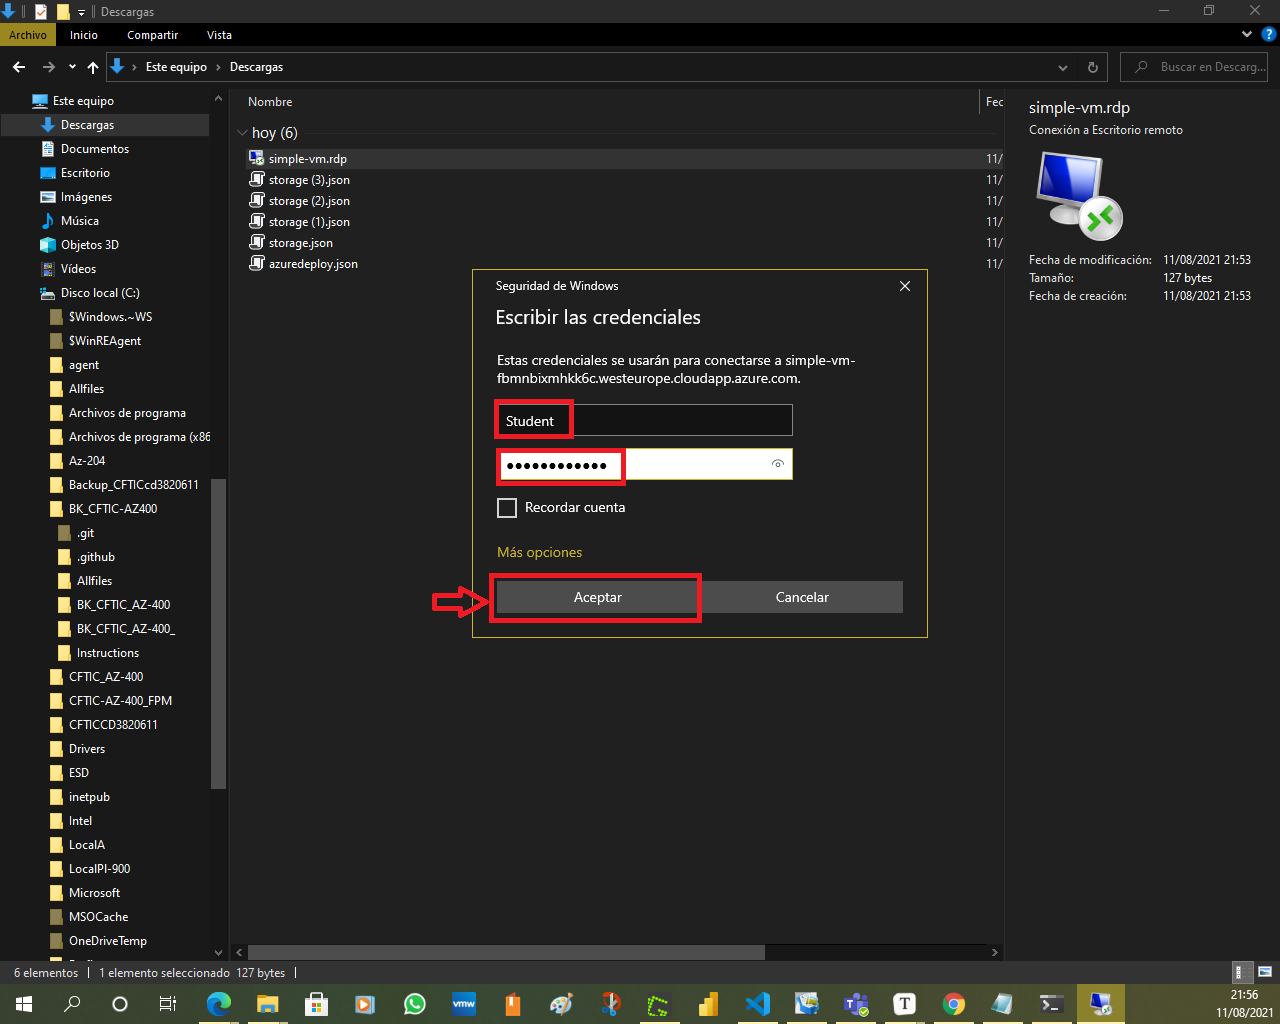 Descargas
Archivo
Inicio
Compartir
Vista
Este equipo
Descargas
Buscar en Descarg...
Este equipo
Descargas
Documentos
Escritorio
Imágenes
Música
Objetos 3D
Vídeos
Disco local (C:)
$Windows.~WS
$WinREAgent
agent
Allfiles
Archivos de programa
Archivos de programa (x86
Az-204
Backup_CFTICcd3820611
BK_CFTIC-AZ400
.git
.github
Allfiles
BK_CFTIC_AZ-400
BK_CFTIC_AZ-400_
Instructions
CFTIC_AZ-400
CFTIC-AZ-400_FPM
CFTICCD3820611
Drivers
ESD
inetpub
Intel
LocalA
LocalPI-900
Microsoft
MSOCache
OneDriveTemp
Nombre
Fec
hoy (6)
simple-vm.rdp 11/
storage (3).json 11/
storage (2).json 11/
storage (1).json 11/
storage.json 11/
azuredeploy.json 11/
Seguridad de Windows
Escribir las credenciales
Estas credenciales se usarán para conectarse a simple-vm-
fbmnbixmhkk6c.westeurope.cloudapp.azure.com.
Student
●●●●●●●●●●●●
Recordar cuenta
Más opciones
Aceptar
Cancelar
simple-vm.rdp
Conexión a Escritorio remoto
Fecha de modificación: 11/08/2021 21:53
Tamaño: 127 bytes
Fecha de creación: 11/08/2021 21:53
6 elementos
1 elemento seleccionado 127 bytes
vmw
T
21:56
11/08/2021